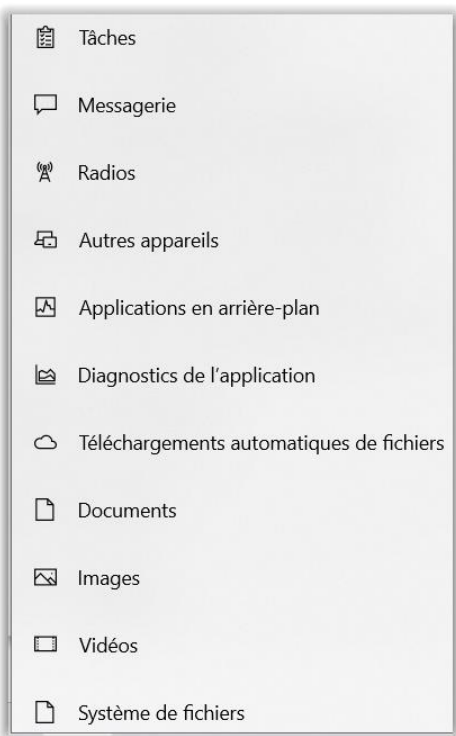 Tâches
Messagerie
Radios
Autres appareils
Applications en arrière-plan
Diagnostics de l'application
Téléchargements automatiques de fichiers
Documents
Images
Vidéos
Système de fichiers